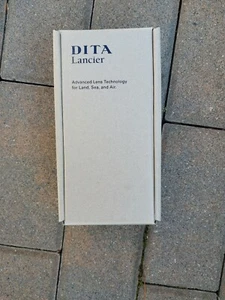 DITA
Lancier
Advanced Lens Technology
for Land, Sea, and Air